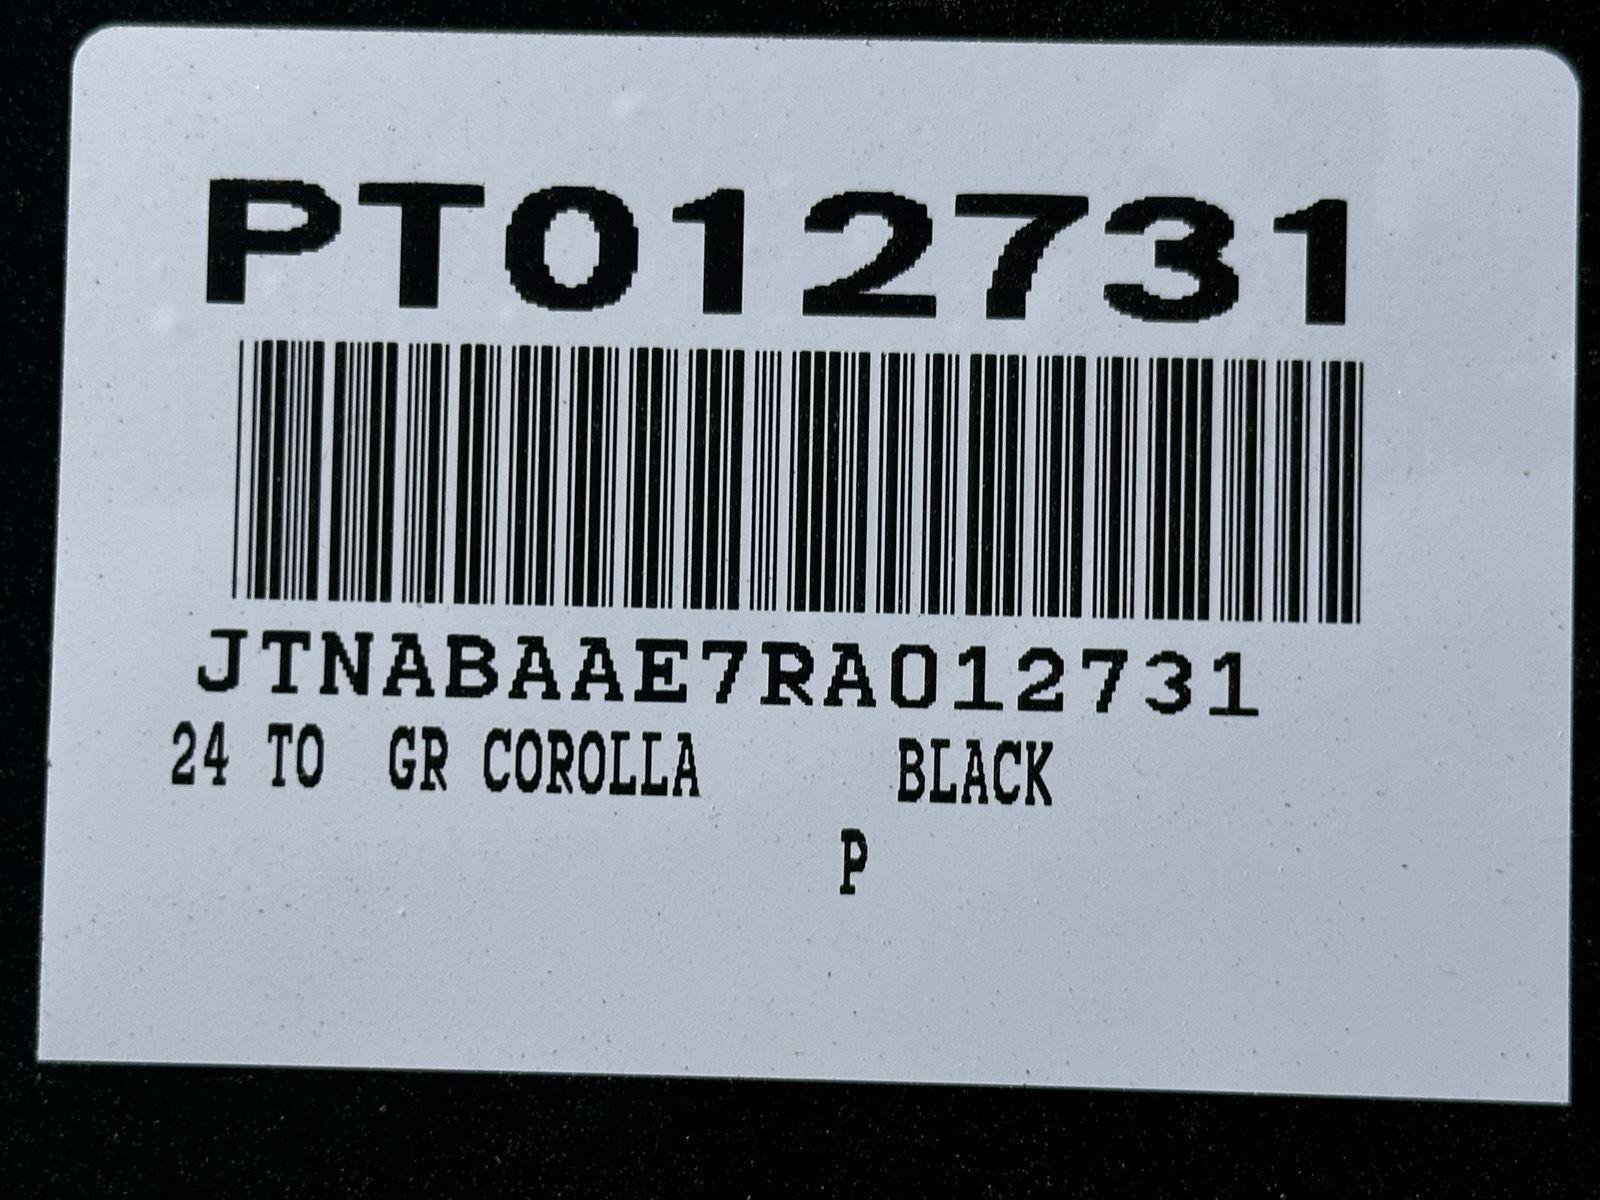 PT012731
JTNABAAE7RA012731
24 TO GR COROLLA BLACK
P